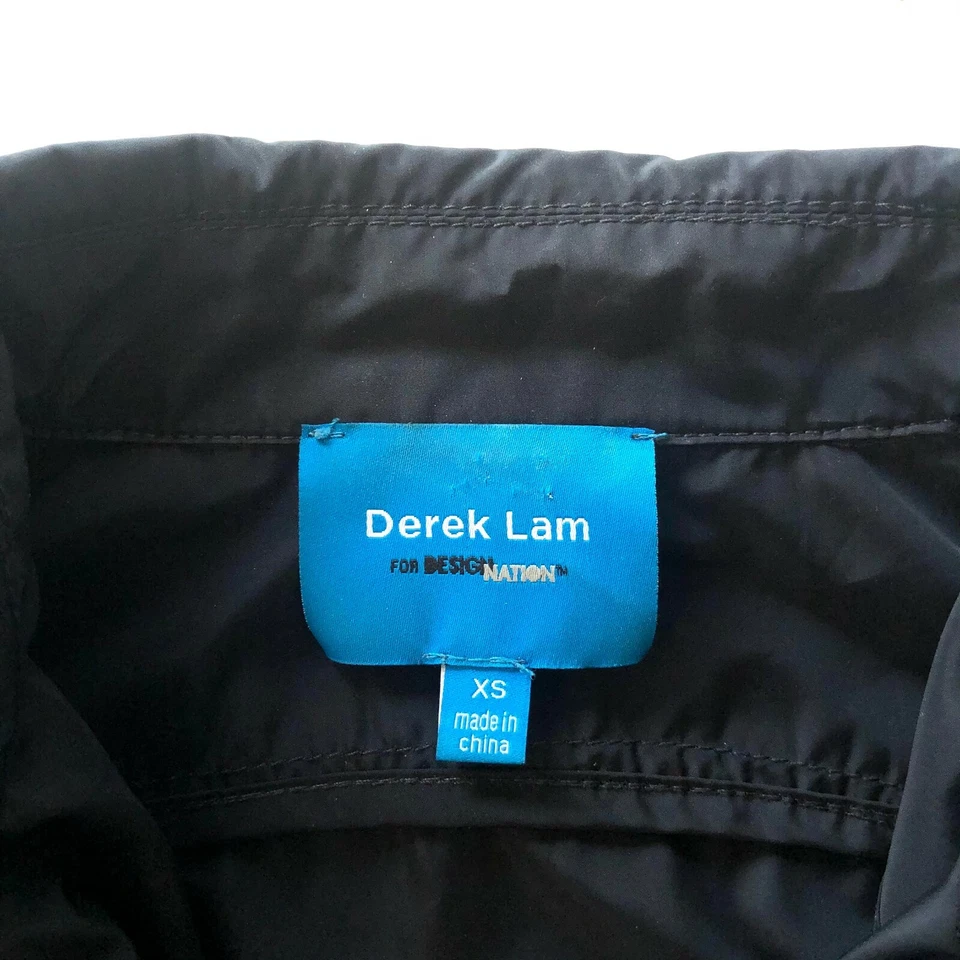 Derek Lam
FOR DESIGNNATION™
XS
made in
china